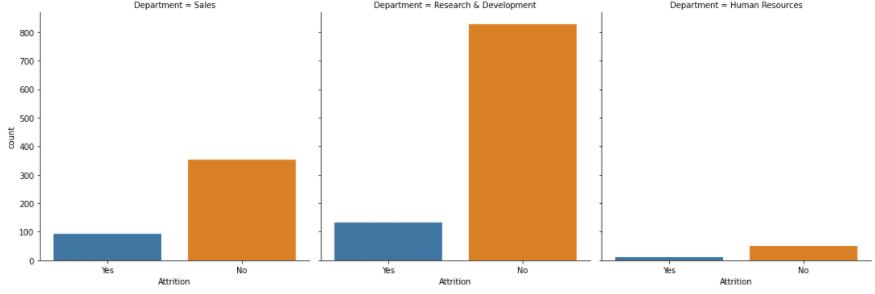 Department = Sales
Department = Research & Development
Department = Human Resources
800
700
600
500
400
300
200
100
0
count
Yes
No
Yes
No
Yes
No
Attrition
Attrition
Attrition